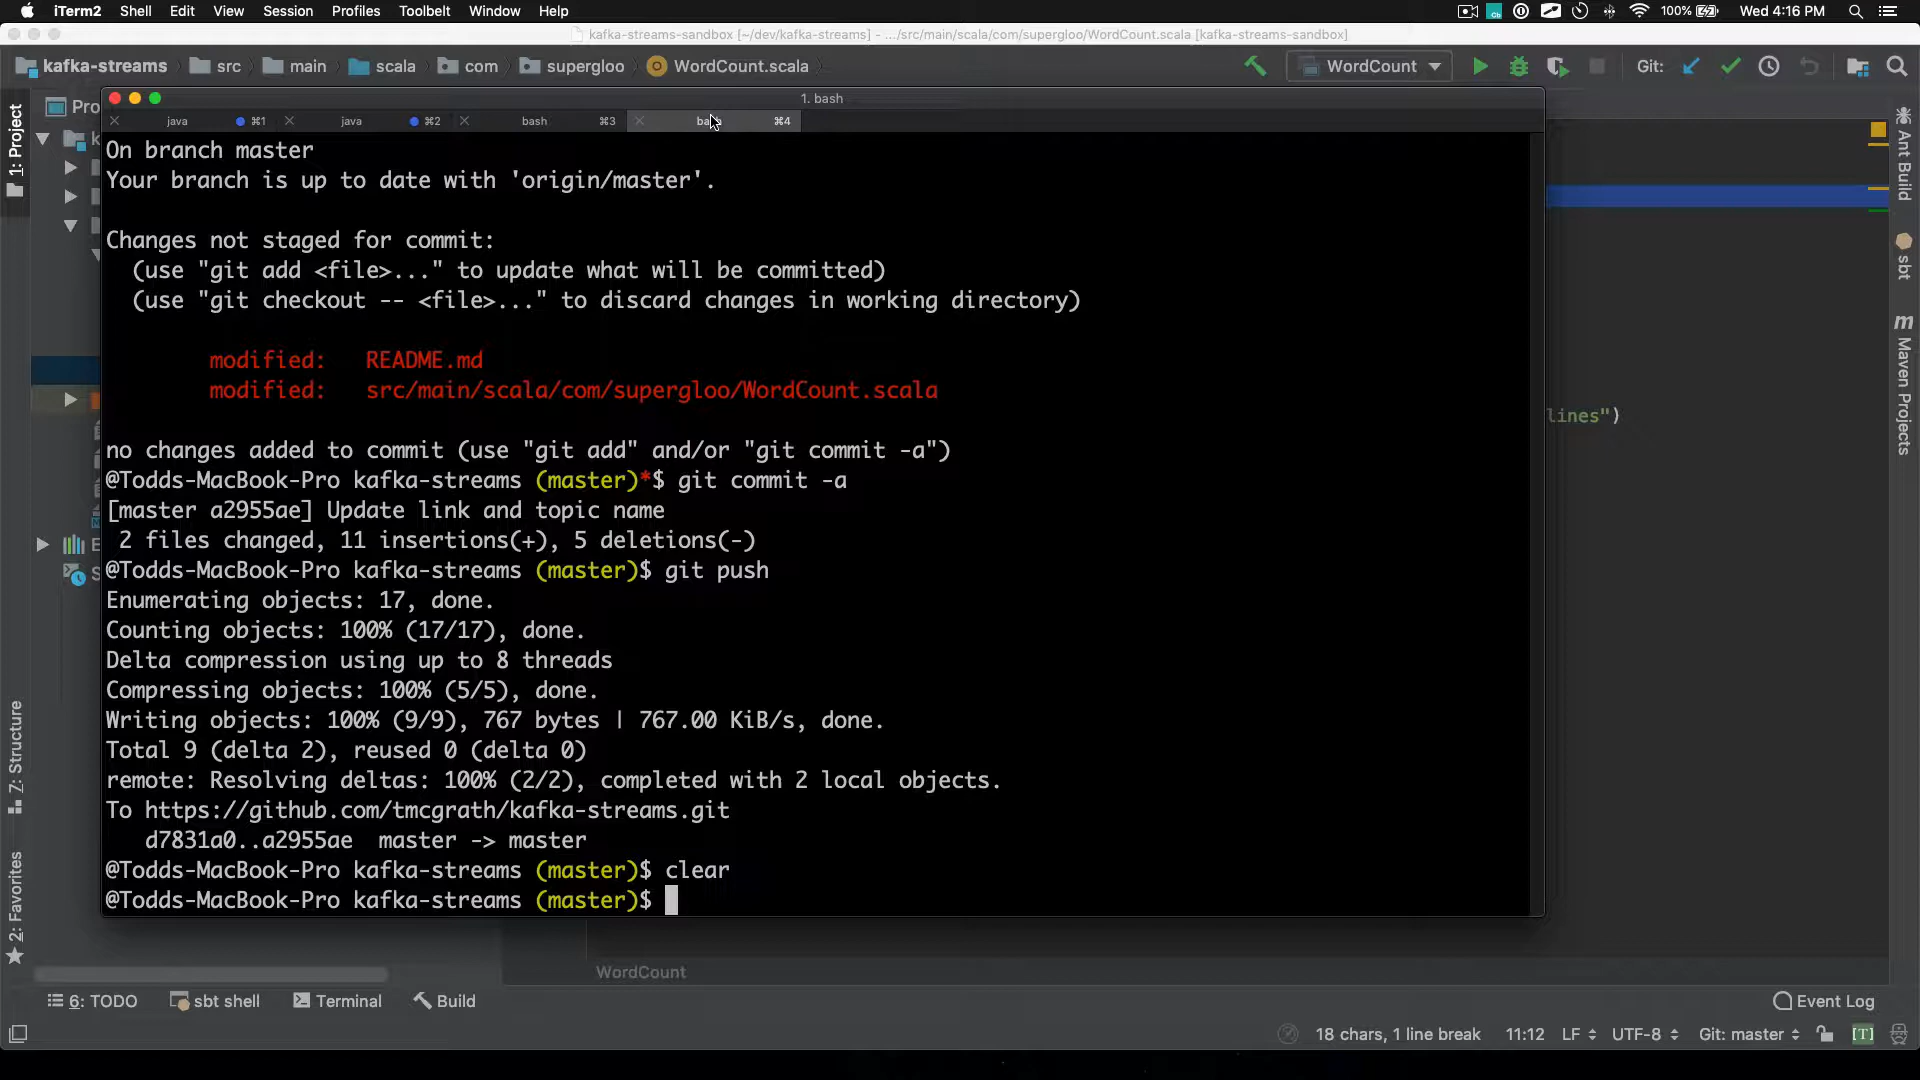 iTerm2 Shell Edit View Session Profiles Toolbelt Window Help 100% Wed 4:16 PM
kafka-streams-sandbox [~/dev/kafka-streams] - .../src/main/scala/com/supergloo/WordCount.scala [kafka-streams-sandbox]
kafka-streams src main scala com supergloo WordCount.scala WordCount Git:
1: Project
Pro
1. bash
java ⌘1 java ⌘2 bash ⌘3 ⌘4
On branch master
Your branch is up to date with 'origin/master'.
Changes not staged for commit:
(use "git add <file>..." to update what will be committed)
(use "git checkout -- <file>..." to discard changes in working directory)
modified: README.md
modified: src/main/scala/com/supergloo/WordCount.scala
no changes added to commit (use "git add" and/or "git commit -a")
@Todds-MacBook-Pro kafka-streams (master)*$ git commit -a
[master a2955ae] Update link and topic name
2 files changed, 11 insertions(+), 5 deletions(-)
@Todds-MacBook-Pro kafka-streams (master)$ git push
Enumerating objects: 17, done.
Counting objects: 100% (17/17), done.
Delta compression using up to 8 threads
Compressing objects: 100% (5/5), done.
Writing objects: 100% (9/9), 767 bytes | 767.00 KiB/s, done.
Total 9 (delta 2), reused 0 (delta 0)
remote: Resolving deltas: 100% (2/2), completed with 2 local objects.
To https://github.com/tmcgrath/kafka-streams.git
d7831a0..a2955ae master -> master
@Todds-MacBook-Pro kafka-streams (master)$ clear
@Todds-MacBook-Pro kafka-streams (master)$
lines")
Ant Build
sbt
Maven Projects
Z: Structure
2: Favorites
WordCount
6: TODO sbt shell Terminal Build Event Log
18 chars, 1 line break 11:12 LF UTF-8 Git: master [T]